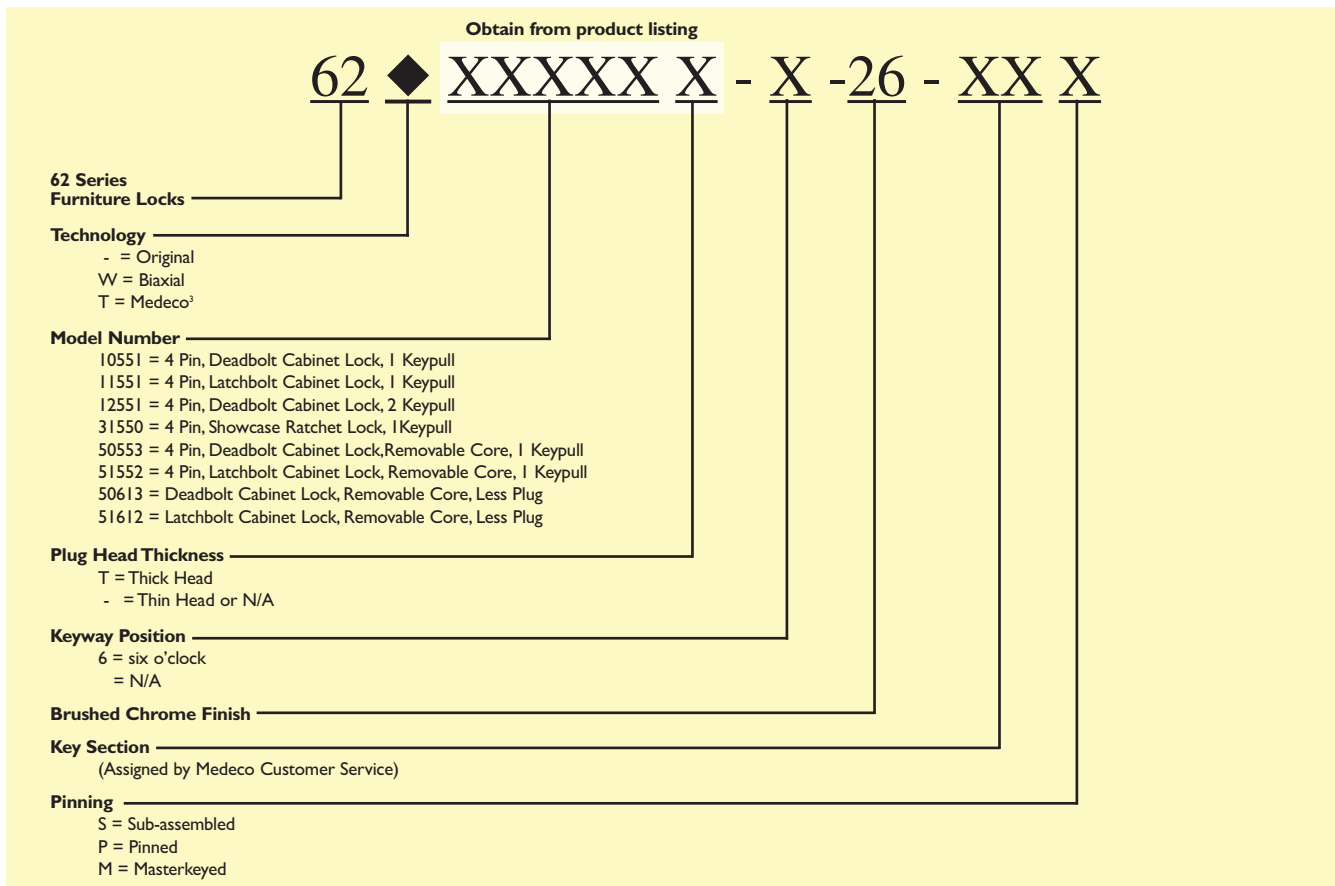 Obtain from product listing
62 ◆ XXXXX X - X -26 - XX X
62 Series
Furniture Locks
Technology
- = Original
W = Biaxial
T = Medeco³
Model Number
10551 = 4 Pin, Deadbolt Cabinet Lock, 1 Keypull
11551 = 4 Pin, Latchbolt Cabinet Lock, 1 Keypull
12551 = 4 Pin, Deadbolt Cabinet Lock, 2 Keypull
31550 = 4 Pin, Showcase Ratchet Lock, 1Keypull
50553 = 4 Pin, Deadbolt Cabinet Lock,Removable Core, 1 Keypull
51552 = 4 Pin, Latchbolt Cabinet Lock, Removable Core, 1 Keypull
50613 = Deadbolt Cabinet Lock, Removable Core, Less Plug
51612 = Latchbolt Cabinet Lock, Removable Core, Less Plug
Plug Head Thickness
T = Thick Head
- = Thin Head or N/A
Keyway Position
6 = six o’clock
= N/A
Brushed Chrome Finish
Key Section
(Assigned by Medeco Customer Service)
Pinning
S = Sub-assembled
P = Pinned
M = Masterkeyed